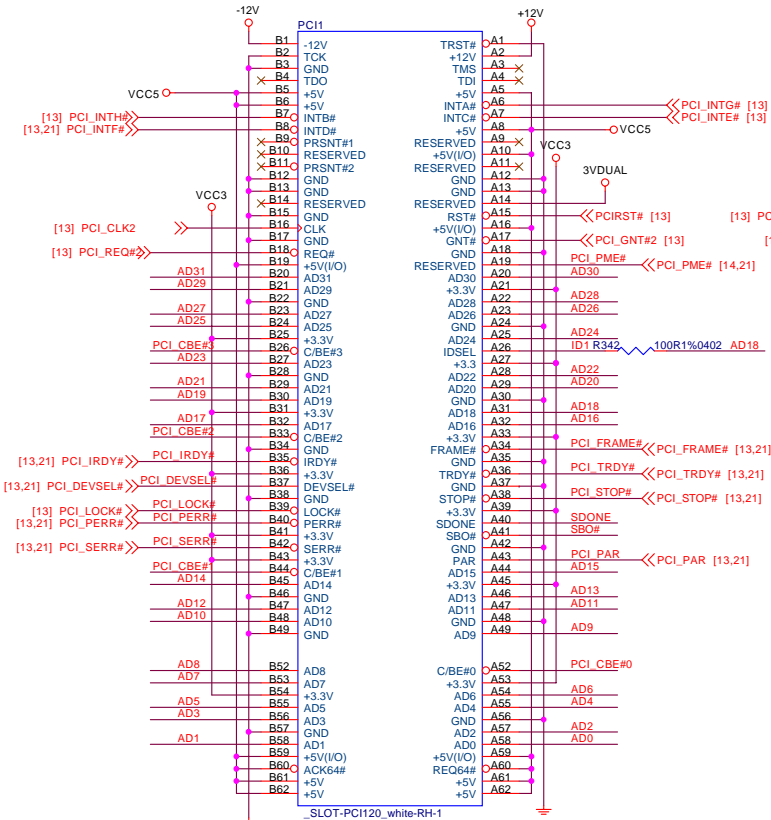 -12V +12V
PCI1
B1 -12V TRST# A1
B2 TCK +12V A2
B3 GND TMS A3
B4 TDO TDI A4
VCC5 B5 +5V +5V A5
B6 +5V INTA# A6 PCI_INTG# [13]
[13] PCI_INTH# B7 INTB# INTC# A7 PCI_INTE# [13]
[13,21] PCI_INTF# B8 INTD# +5V A8 VCC5
B9 PRSNT#1 RESERVED A9
B10 RESERVED +5V(I/O) A10
B11 PRSNT#2 RESERVED A11
VCC3
B12 GND GND A12
B13 GND GND A13
3VDUAL
VCC3 B14 RESERVED RESERVED A14
B15 GND RST# A15 PCIRST# [13] [13] PC
[13] PCI_CLK2 B16 CLK +5V(I/O) A16
B17 GND GNT# A17 PCI_GNT#2 [13] [
[13] PCI_REQ#2 B18 REQ# GND A18
B19 +5V(I/O) RESERVED A19 PCI_PME# PCI_PME# [14,21]
AD31 B20 AD31 AD30 A20 AD30
AD29 B21 AD29 +3.3V A21
B22 GND AD28 A22 AD28
AD27 B23 AD27 AD26 A23 AD26
AD25 B24 AD25 GND A24
B25 +3.3V AD24 A25 AD24
PCI_CBE#3 B26 C/BE#3 IDSEL A26 ID1 R342 100R1%0402 AD18
AD23 B27 AD23 +3.3 A27
B28 GND AD22 A28 AD22
AD21 B29 AD21 AD20 A29 AD20
AD19 B30 AD19 GND A30
B31 +3.3V AD18 A31 AD18
AD17 B32 AD17 AD16 A32 AD16
PCI_CBE#2 B33 C/BE#2 +3.3V A33
B34 GND FRAME# A34 PCI_FRAME# PCI_FRAME# [13,21]
[13,21] PCI_IRDY# PCI_IRDY# B35 IRDY# GND A35
B36 +3.3V TRDY# A36 PCI_TRDY# PCI_TRDY# [13,21]
[13,21] PCI_DEVSEL# PCI_DEVSEL# B37 DEVSEL# GND A37
B38 GND STOP# A38 PCI_STOP# PCI_STOP# [13,21]
[13] PCI_LOCK# PCI_LOCK# B39 LOCK# +3.3V A39
[13,21] PCI_PERR# PCI_PERR# B40 PERR# SDONE A40 SDONE
B41 +3.3V SBO# A41 SBO#
[13,21] PCI_SERR# PCI_SERR# B42 SERR# GND A42
B43 +3.3V PAR A43 PCI_PAR PCI_PAR [13,21]
PCI_CBE#1 B44 C/BE#1 AD15 A44 AD15
AD14 B45 AD14 +3.3V A45
B46 GND AD13 A46 AD13
AD12 B47 AD12 AD11 A47 AD11
AD10 B48 AD10 GND A48
B49 GND AD9 A49 AD9
AD8 B52 AD8 C/BE#0 A52 PCI_CBE#0
AD7 B53 AD7 +3.3V A53
B54 +3.3V AD6 A54 AD6
AD5 B55 AD5 AD4 A55 AD4
AD3 B56 AD3 GND A56
B57 GND AD2 A57 AD2
AD1 B58 AD1 AD0 A58 AD0
B59 +5V(I/O) +5V(I/O) A59
B60 ACK64# REQ64# A60
B61 +5V +5V A61
B62 +5V +5V A62
_SLOT-PCI120_white-RH-1